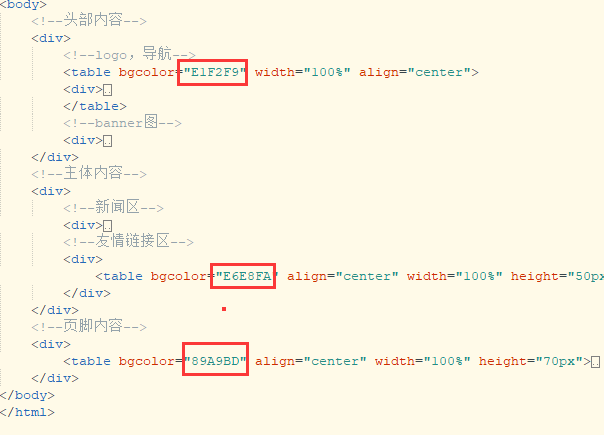 <body>
<!--头部内容-->
<div>
<!--logo，导航-->
<table bgcolor="E1F2F9" width="100%" align="center">
<div>
</table>
<!--banner图-->
<div>
</div>
<!--主体内容-->
<div>
<!--新闻区-->
<div>
<!--友情链接区-->
<div>
<table bgcolor="E6E8FA" align="center" width="100%" height="50px
</div>
</div>
<!--页脚内容-->
<div>
<table bgcolor="89A9BD" align="center" width="100%" height="70px">
</div>
</body>
</html>